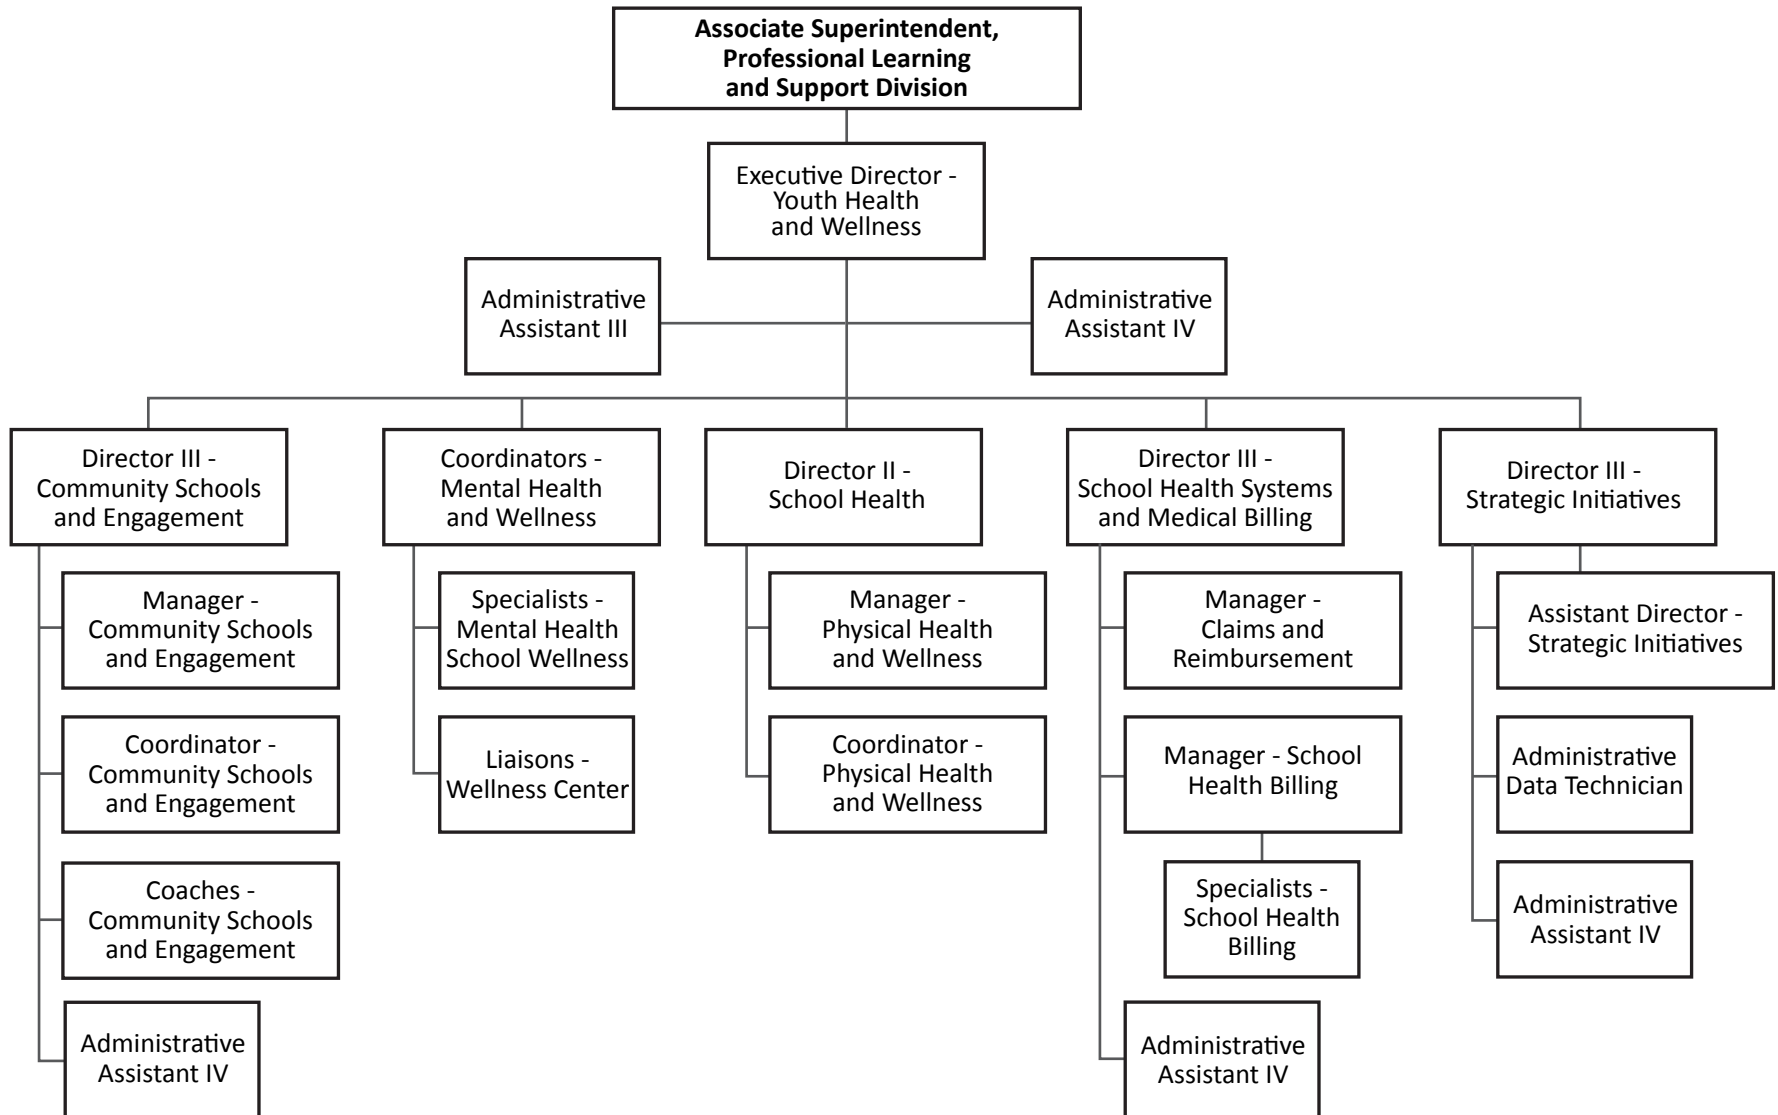 Associate Superintendent,
Professional Learning
and Support Division
Executive Director -
Youth Health
and Wellness
Administrative
Assistant III
Administrative
Assistant IV
Director III -
Community Schools
and Engagement
Coordinators -
Mental Health
and Wellness
Director II -
School Health
Director III -
School Health Systems
and Medical Billing
Director III -
Strategic Initiatives
Manager -
Community Schools
and Engagement
Specialists -
Mental Health
School Wellness
Manager -
Physical Health
and Wellness
Manager -
Claims and
Reimbursement
Assistant Director -
Strategic Initiatives
Coordinator -
Community Schools
and Engagement
Liaisons -
Wellness Center
Coordinator -
Physical Health
and Wellness
Manager - School
Health Billing
Administrative
Data Technician
Coaches -
Community Schools
and Engagement
Specialists -
School Health
Billing
Administrative
Assistant IV
Administrative
Assistant IV
Administrative
Assistant IV